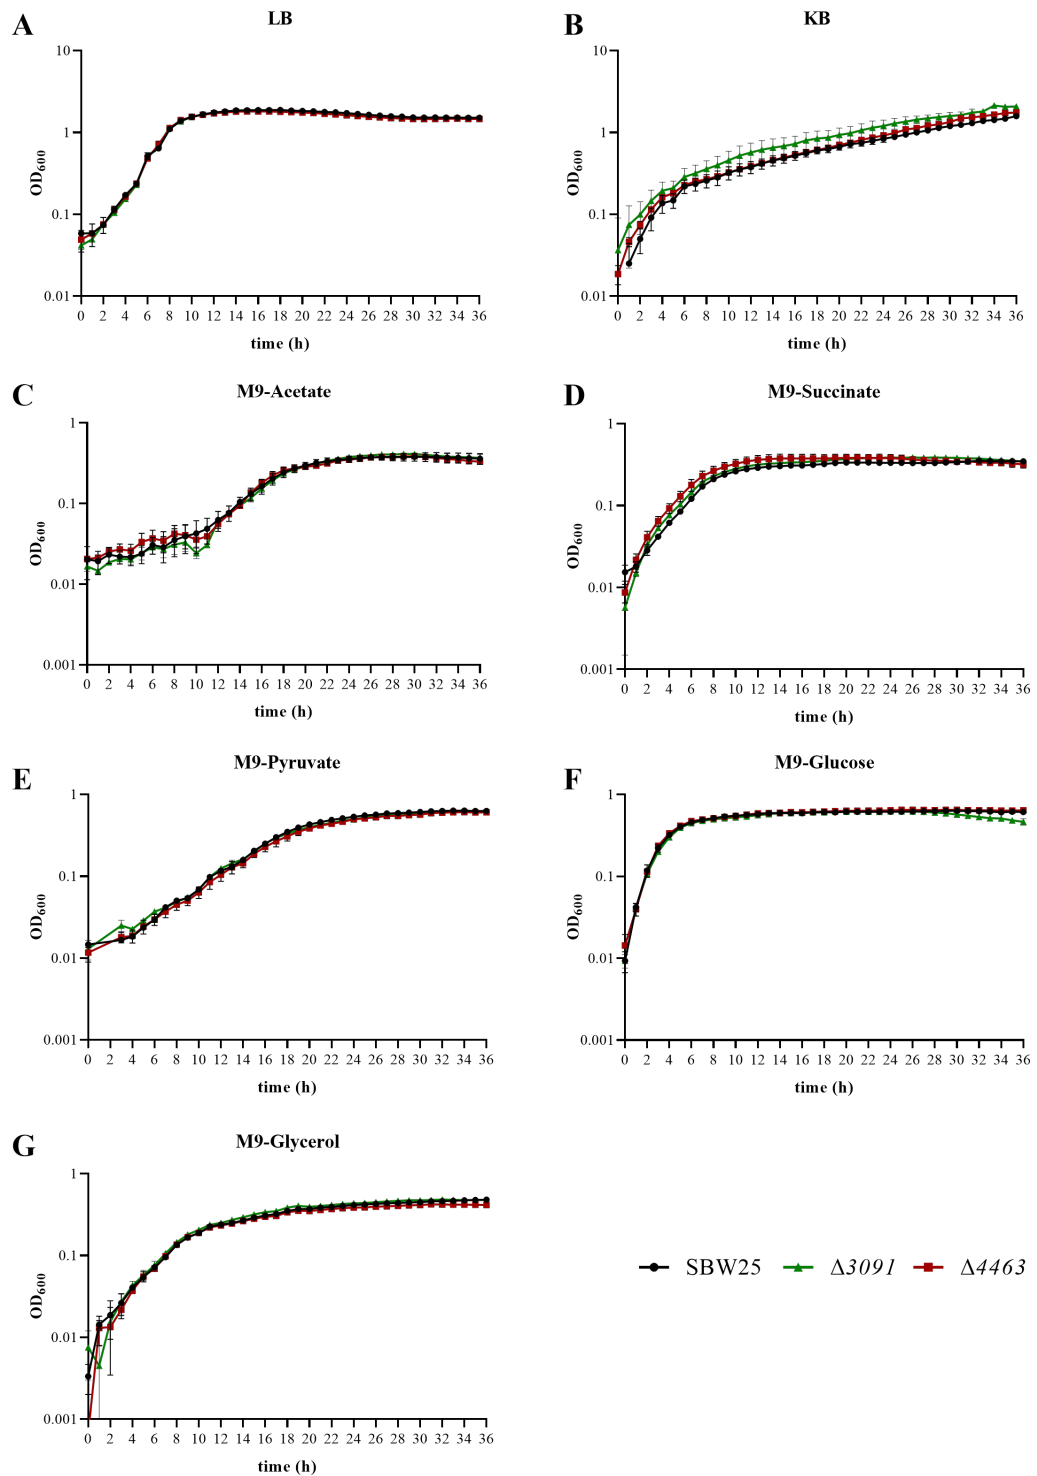 A
LB
10
1
0.1
0.01
OD600
0 2 4 6 8 10 12 14 16 18 20 22 24 26 28 30 32 34 36
time (h)
B
KB
10
1
0.1
0.01
OD600
0 2 4 6 8 10 12 14 16 18 20 22 24 26 28 30 32 34 36
time (h)
C
M9-Acetate
1
0.1
0.01
0.001
OD600
0 2 4 6 8 10 12 14 16 18 20 22 24 26 28 30 32 34 36
time (h)
D
M9-Succinate
1
0.1
0.01
0.001
OD600
0 2 4 6 8 10 12 14 16 18 20 22 24 26 28 30 32 34 36
time (h)
E
M9-Pyruvate
1
0.1
0.01
0.001
OD600
0 2 4 6 8 10 12 14 16 18 20 22 24 26 28 30 32 34 36
time (h)
F
M9-Glucose
1
0.1
0.01
0.001
OD600
0 2 4 6 8 10 12 14 16 18 20 22 24 26 28 30 32 34 36
time (h)
G
M9-Glycerol
1
0.1
0.01
0.001
OD600
0 2 4 6 8 10 12 14 16 18 20 22 24 26 28 30 32 34 36
time (h)
SBW25 Δ3091 Δ4463